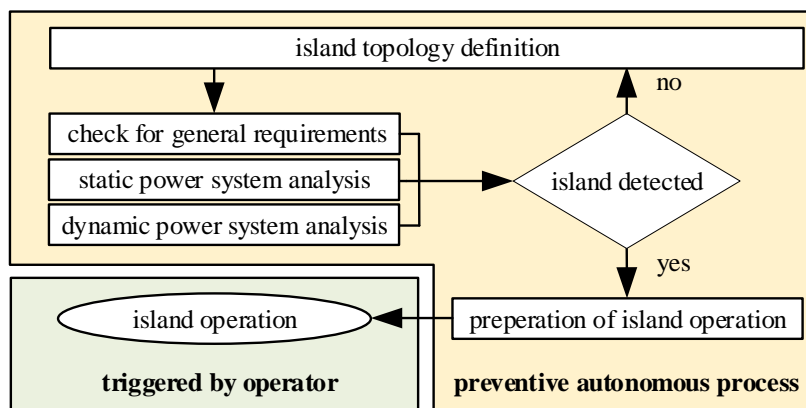 island topology definition
no
check for general requirements
static power system analysis
island detected
dynamic power system analysis
yes
island operation
preperation of island operation
triggered by operator
preventive autonomous process